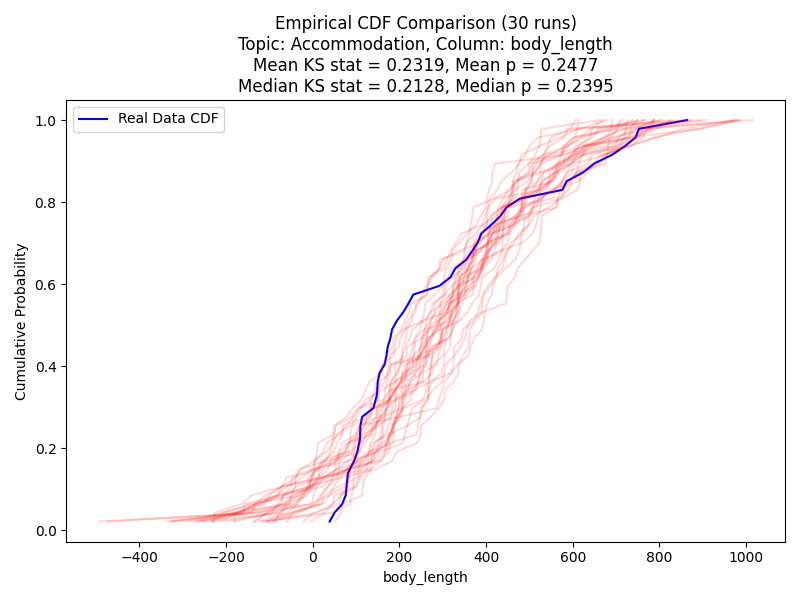 Empirical CDF Comparison (30 runs)
Topic: Accommodation, Column: body_length
Mean KS stat = 0.2319, Mean p = 0.2477
Median KS stat = 0.2128, Median p = 0.2395
Real Data CDF
Cumulative Probability
1.0
0.8
0.6
0.4
0.2
0.0
−400 −200 0 200 400 600 800 1000
body_length